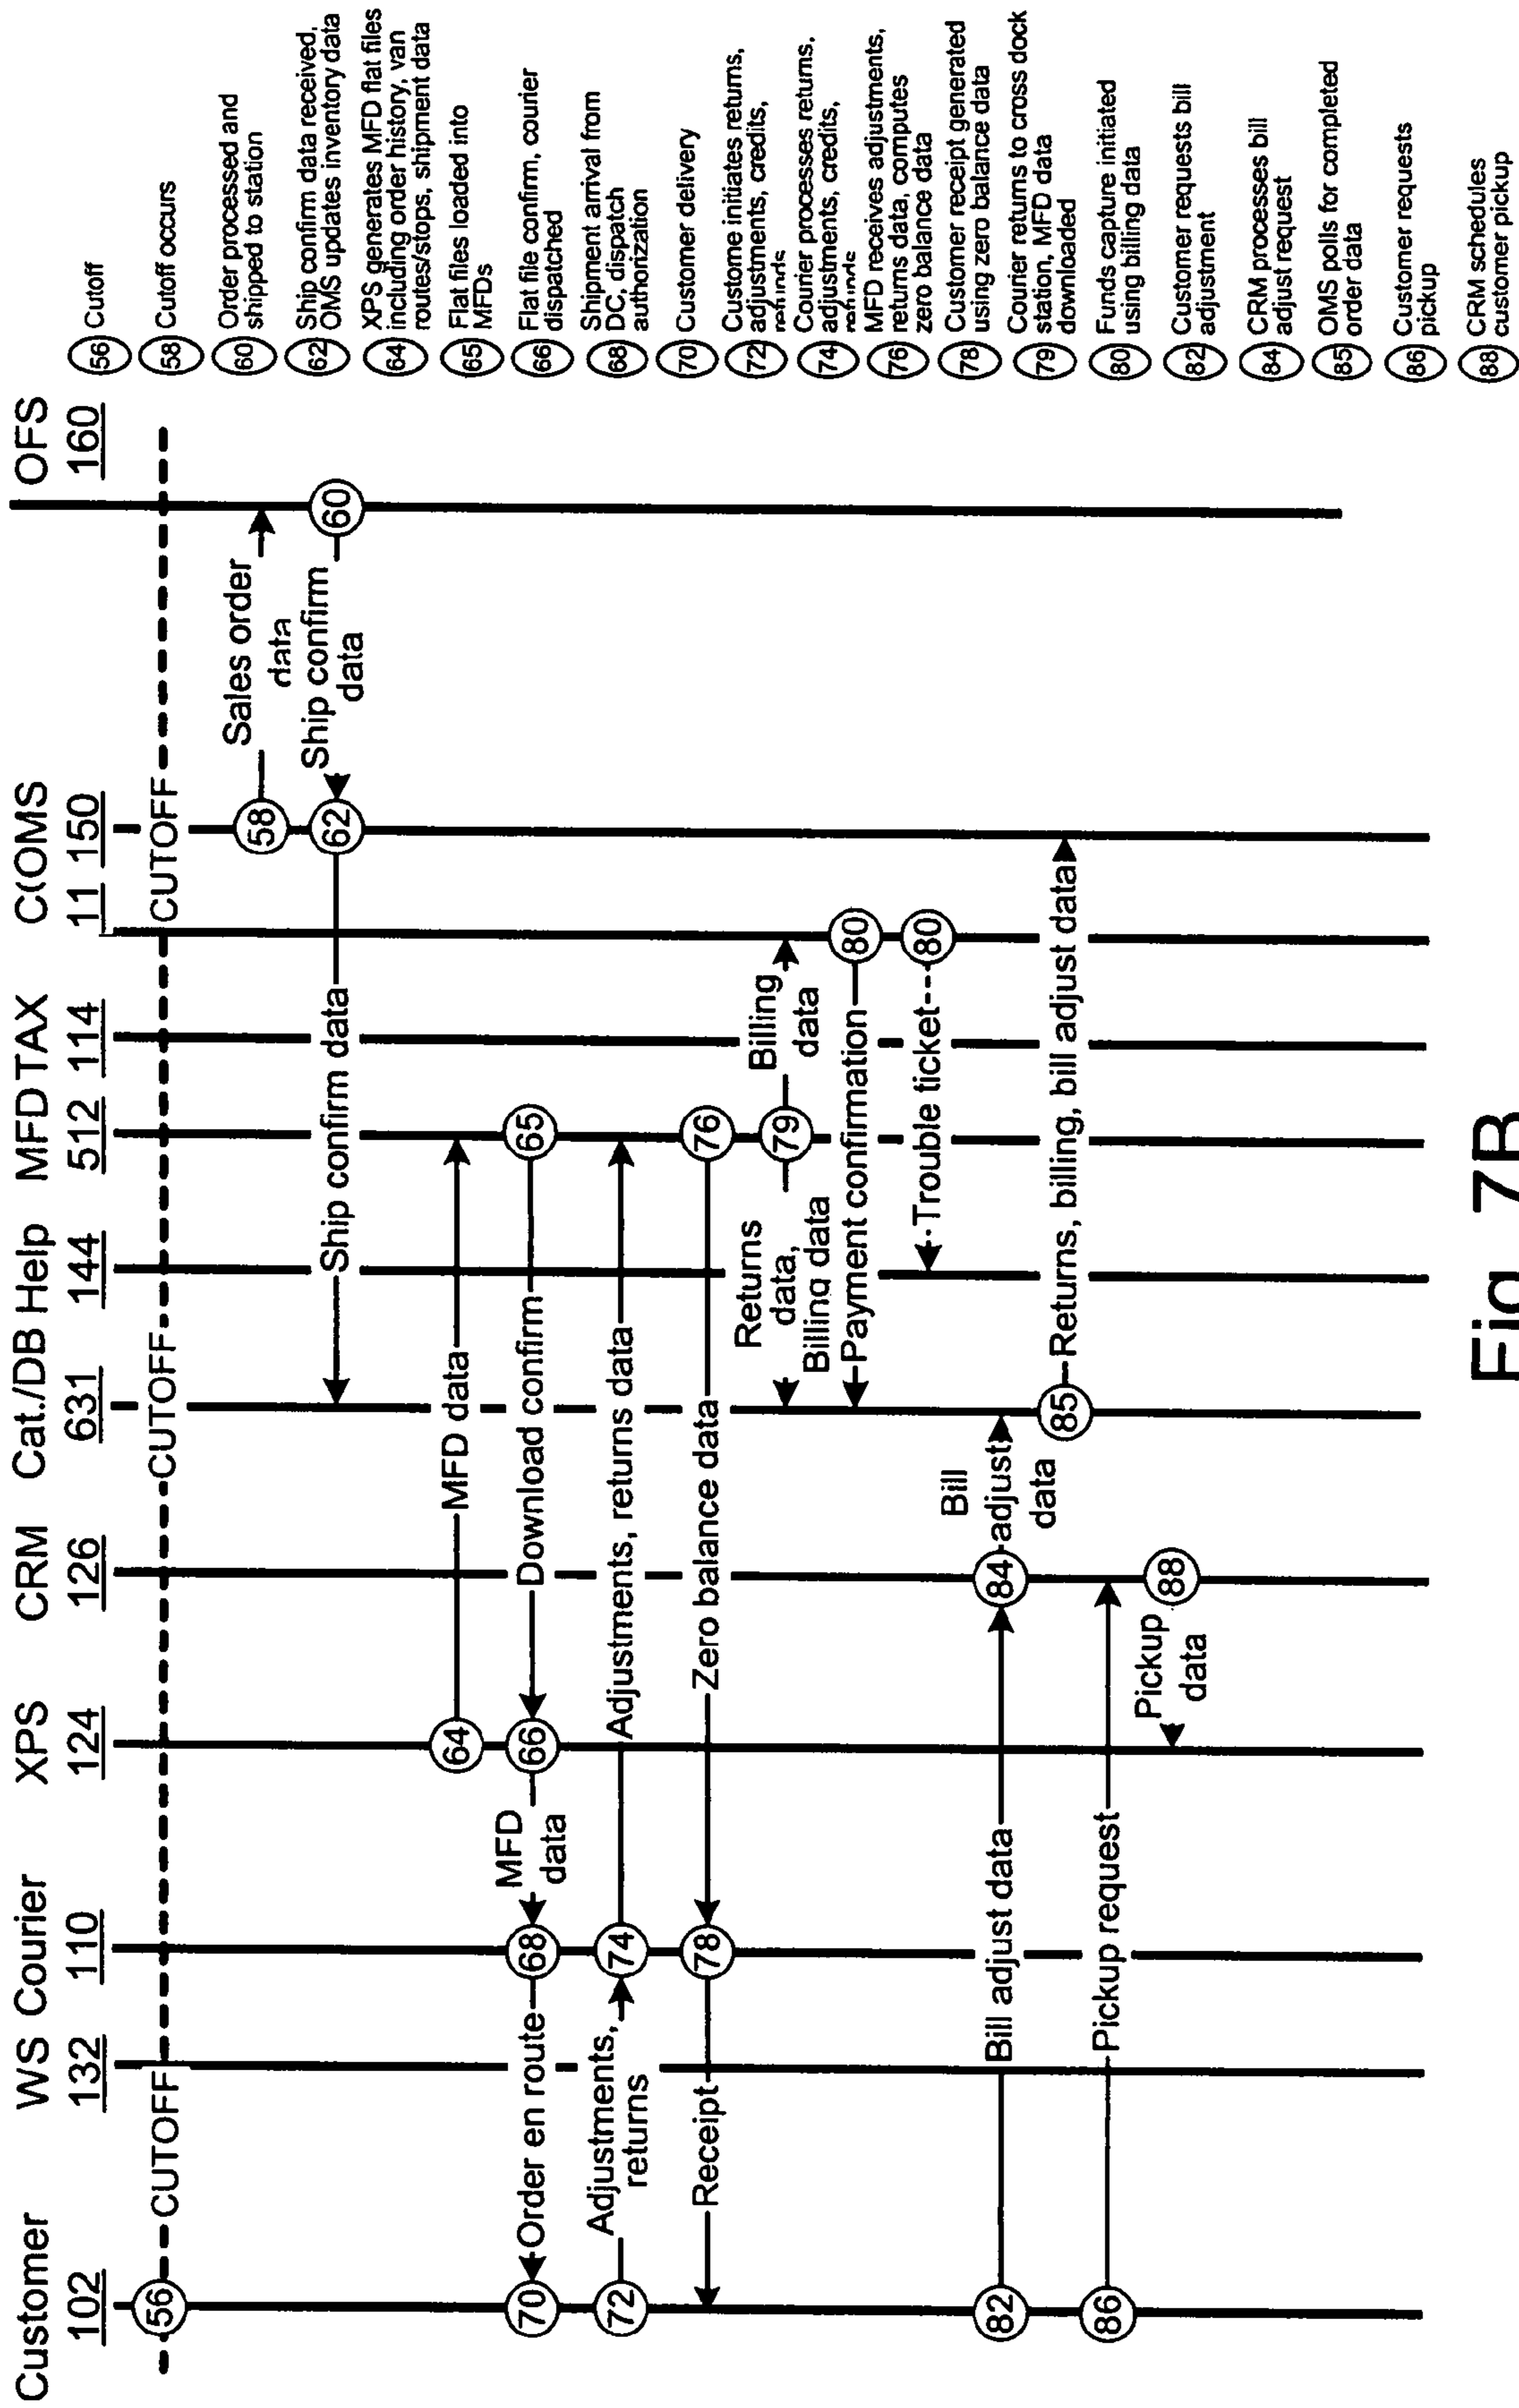 Customer WS Courier XPS CRM Cat./DB Help MFD TAX C(OMS OFS
102 132 110 124 126 631 144 512 114 11 150 160
56 CUTOFF CUTOFF CUTOFF
58 Sales order
data
62 Ship confirm 60
data
Ship confirm data
64 MFD data
70 Order en route 68 MFD 66 Download confirm 65
data
72 Adjustments, 74 Adjustments, returns data
returns
Receipt 78 Zero balance data 76
Returns 79 Billing
data, data
Billing data
Payment confirmation 80
Trouble ticket 80
82 Bill adjust data 84 Bill
adjust
data
85 Returns, billing, bill adjust data
86 Pickup request
Pickup 88
data
56 Cutoff
58 Cutoff occurs
60 Order processed and
shipped to station
62 Ship confirm data received,
OMS updates inventory data
64 XPS generates MFD flat files
including order history, van
routes/stops, shipment data
65 Flat files loaded into
MFDs
66 Flat file confirm, courier
dispatched
68 Shipment arrival from
DC, dispatch
authorization
70 Customer delivery
72 Custome initiates returns,
adjustments, credits,
refunds
74 Courier processes returns,
adjustments, credits,
refunds
76 MFD receives adjustments,
returns data, computes
zero balance data
78 Customer receipt generated
using zero balance data
79 Courier returns to cross dock
station, MFD data
downloaded
80 Funds capture initiated
using billing data
82 Customer requests bill
adjustment
84 CRM processes bill
adjust request
85 OMS polls for completed
order data
86 Customer requests
pickup
88 CRM schedules
customer pickup
Fig. 7B